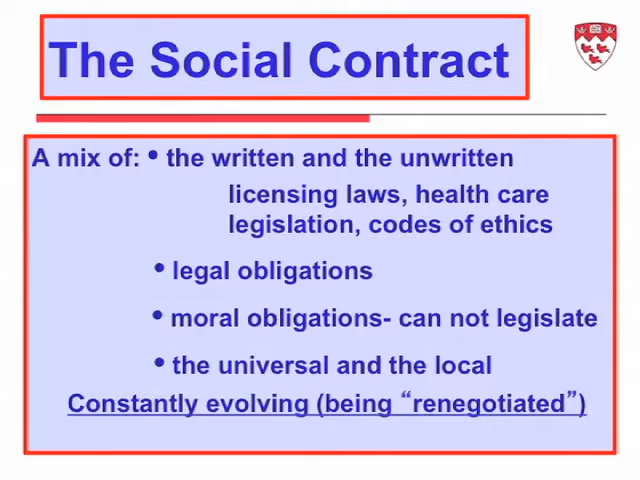 The Social Contract
A mix of: • the written and the unwritten
licensing laws, health care
legislation, codes of ethics
• legal obligations
• moral obligations- can not legislate
• the universal and the local
Constantly evolving (being “renegotiated”)